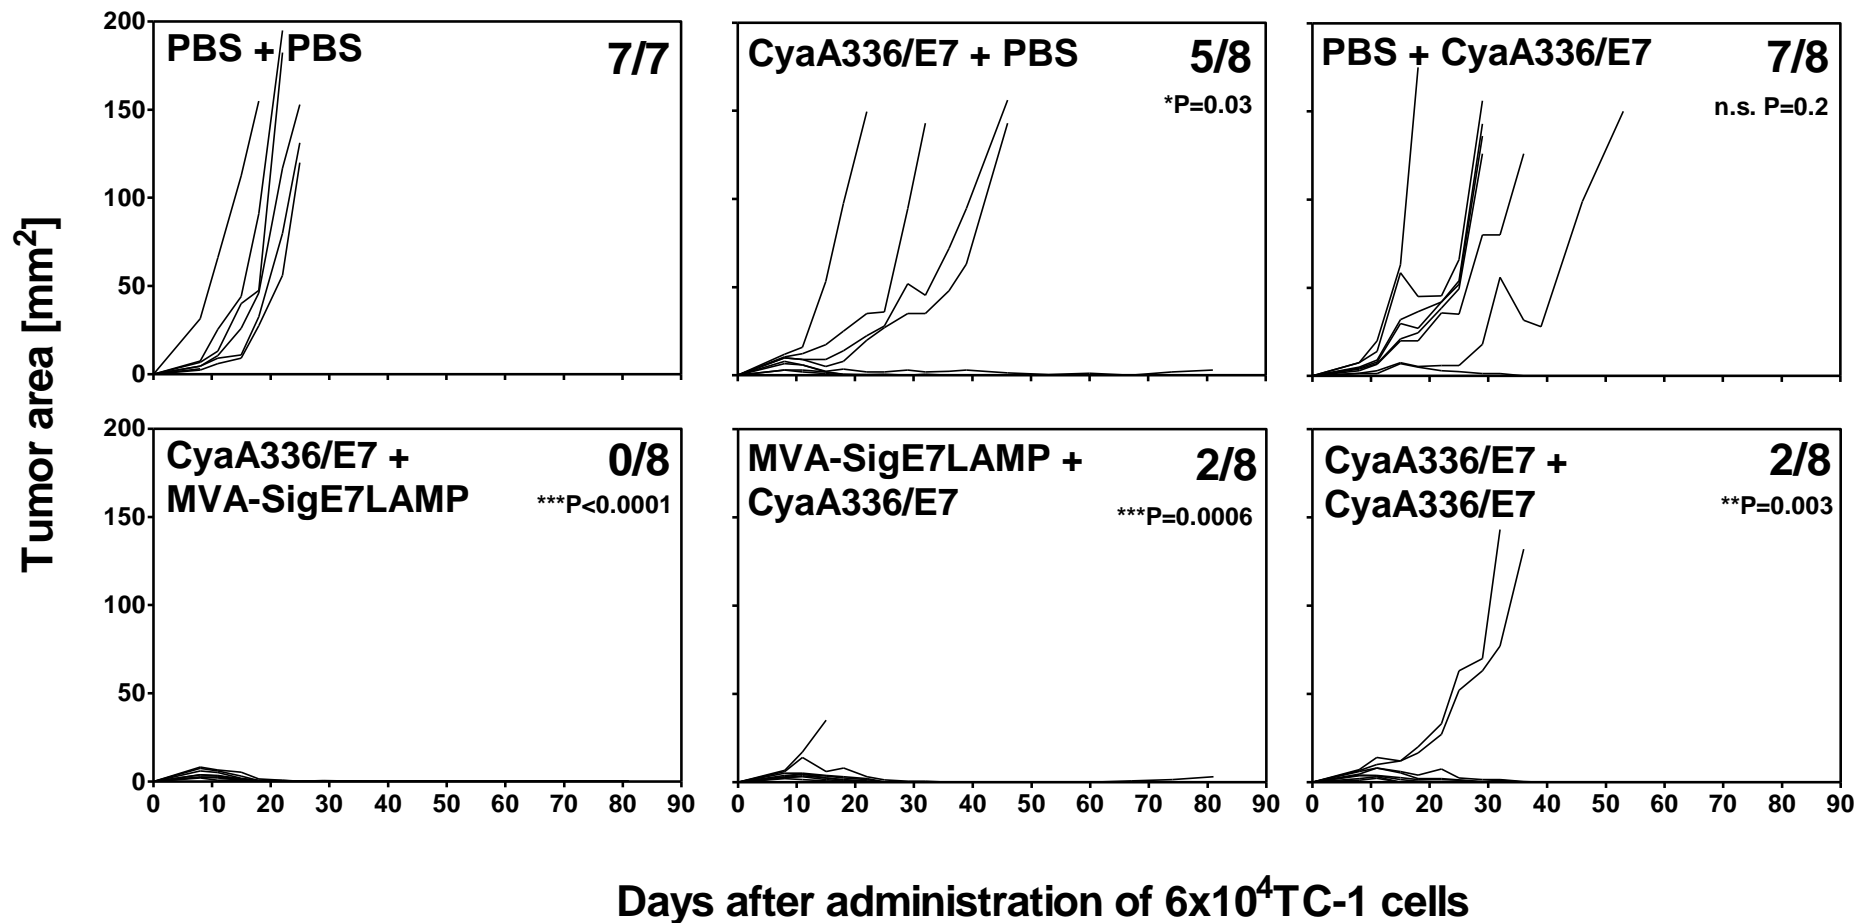 Tumor area [mm²]
200
150
100
50
0
PBS + PBS
7/7
CyaA336/E7 + PBS
5/8
*P=0.03
PBS + CyaA336/E7
7/8
n.s. P=0.2
200
150
100
50
0
CyaA336/E7 +
MVA-SigE7LAMP
0/8
***P<0.0001
0 10 20 30 40 50 60 70 80 90
MVA-SigE7LAMP +
CyaA336/E7
2/8
***P=0.0006
0 10 20 30 40 50 60 70 80 90
CyaA336/E7 +
CyaA336/E7
2/8
**P=0.003
0 10 20 30 40 50 60 70 80 90
Days after administration of 6x10⁴TC-1 cells